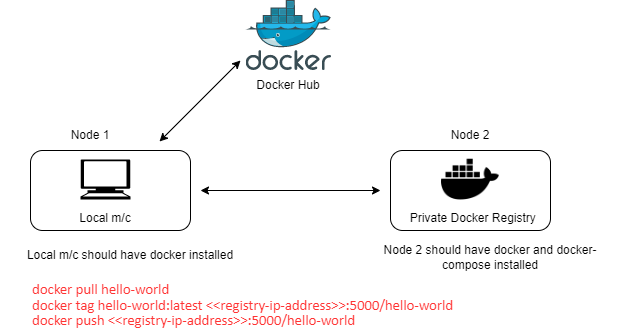 docker
Docker Hub
Node 1
Node 2
Local m/c
Private Docker Registry
Local m/c should have docker installed
Node 2 should have docker and docker-
compose installed
docker pull hello-world
docker tag hello-world:latest <<registry-ip-address>>:5000/hello-world
docker push <<registry-ip-address>>:5000/hello-world